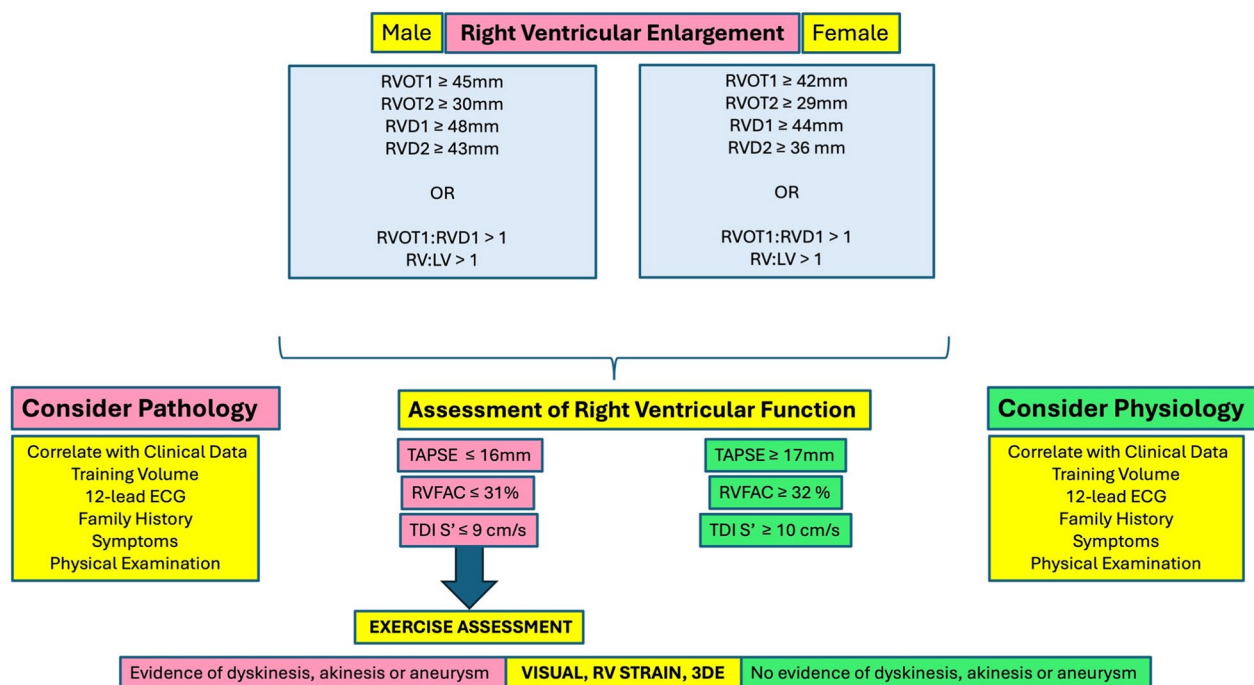 Male Right Ventricular Enlargement Female
RVOT1 ≥ 45mm
RVOT2 ≥ 30mm
RVD1 ≥ 48mm
RVD2 ≥ 43mm
OR
RVOT1:RVD1 > 1
RV:LV > 1
RVOT1 ≥ 42mm
RVOT2 ≥ 29mm
RVD1 ≥ 44mm
RVD2 ≥ 36 mm
OR
RVOT1:RVD1 > 1
RV:LV > 1
Consider Pathology
Correlate with Clinical Data
Training Volume
12-lead ECG
Family History
Symptoms
Physical Examination
Assessment of Right Ventricular Function
TAPSE ≤ 16mm
RVFAC ≤ 31%
TDI S’ ≤ 9 cm/s
TAPSE ≥ 17mm
RVFAC ≥ 32 %
TDI S’ ≥ 10 cm/s
Consider Physiology
Correlate with Clinical Data
Training Volume
12-lead ECG
Family History
Symptoms
Physical Examination
EXERCISE ASSESSMENT
Evidence of dyskinesis, akinesis or aneurysm VISUAL, RV STRAIN, 3DE No evidence of dyskinesis, akinesis or aneurysm